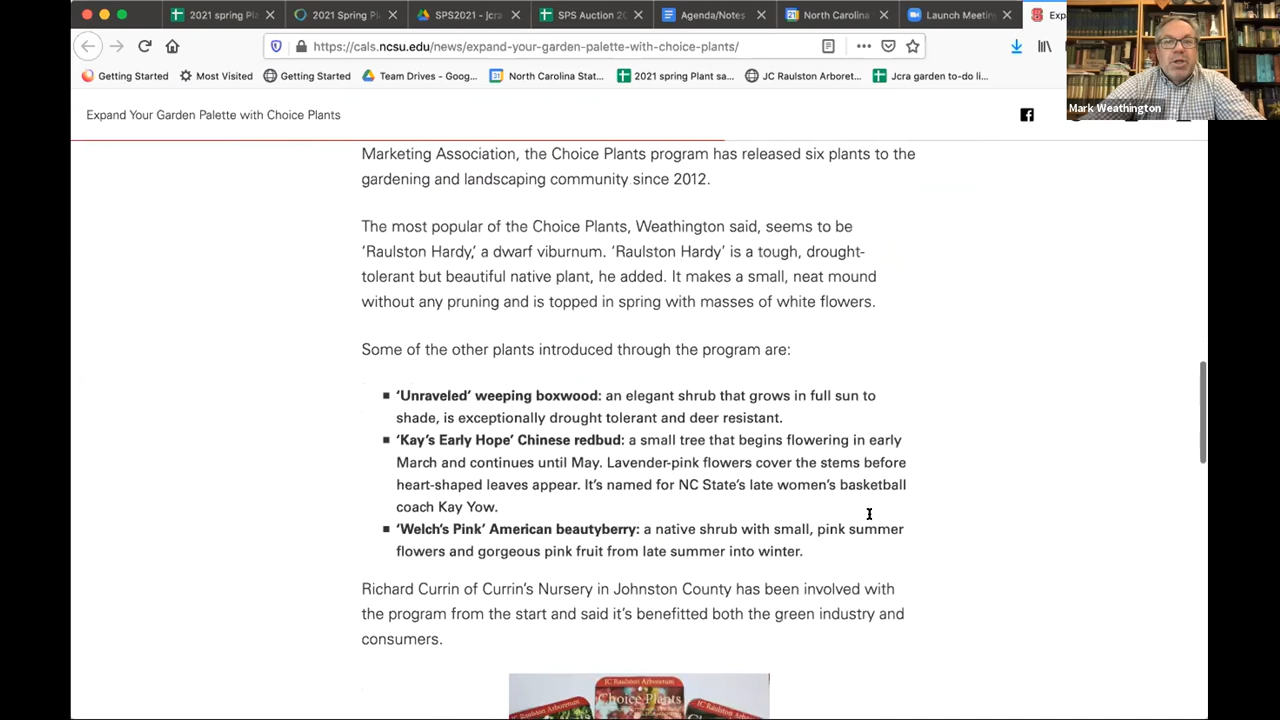 2021 spring Pla
2021 Spring Pl
SPS2021 - Jcra
SPS Auction 20
Agenda/Notes
North Carolina
Launch Meetin
Exp
https://cals.ncsu.edu/news/expand-your-garden-palette-with-choice-plants/
Getting Started
Most Visited
Getting Started
Team Drives - Goog...
North Carolina Stat...
2021 spring Plant sa...
JC Raulston Arboret...
Jcra garden to-do li...
Mark Weathington
Expand Your Garden Palette with Choice Plants
Marketing Association, the Choice Plants program has released six plants to the
gardening and landscaping community since 2012.
The most popular of the Choice Plants, Weathington said, seems to be
‘Raulston Hardy,’ a dwarf viburnum. ‘Raulston Hardy’ is a tough, drought-
tolerant but beautiful native plant, he added. It makes a small, neat mound
without any pruning and is topped in spring with masses of white flowers.
Some of the other plants introduced through the program are:
‘Unraveled’ weeping boxwood: an elegant shrub that grows in full sun to
shade, is exceptionally drought tolerant and deer resistant.
‘Kay’s Early Hope’ Chinese redbud: a small tree that begins flowering in early
March and continues until May. Lavender-pink flowers cover the stems before
heart-shaped leaves appear. It’s named for NC State’s late women’s basketball
coach Kay Yow.
‘Welch’s Pink’ American beautyberry: a native shrub with small, pink summer
flowers and gorgeous pink fruit from late summer into winter.
Richard Currin of Currin’s Nursery in Johnston County has been involved with
the program from the start and said it’s benefitted both the green industry and
consumers.
JC Raulston Arboretum
Choice Plants